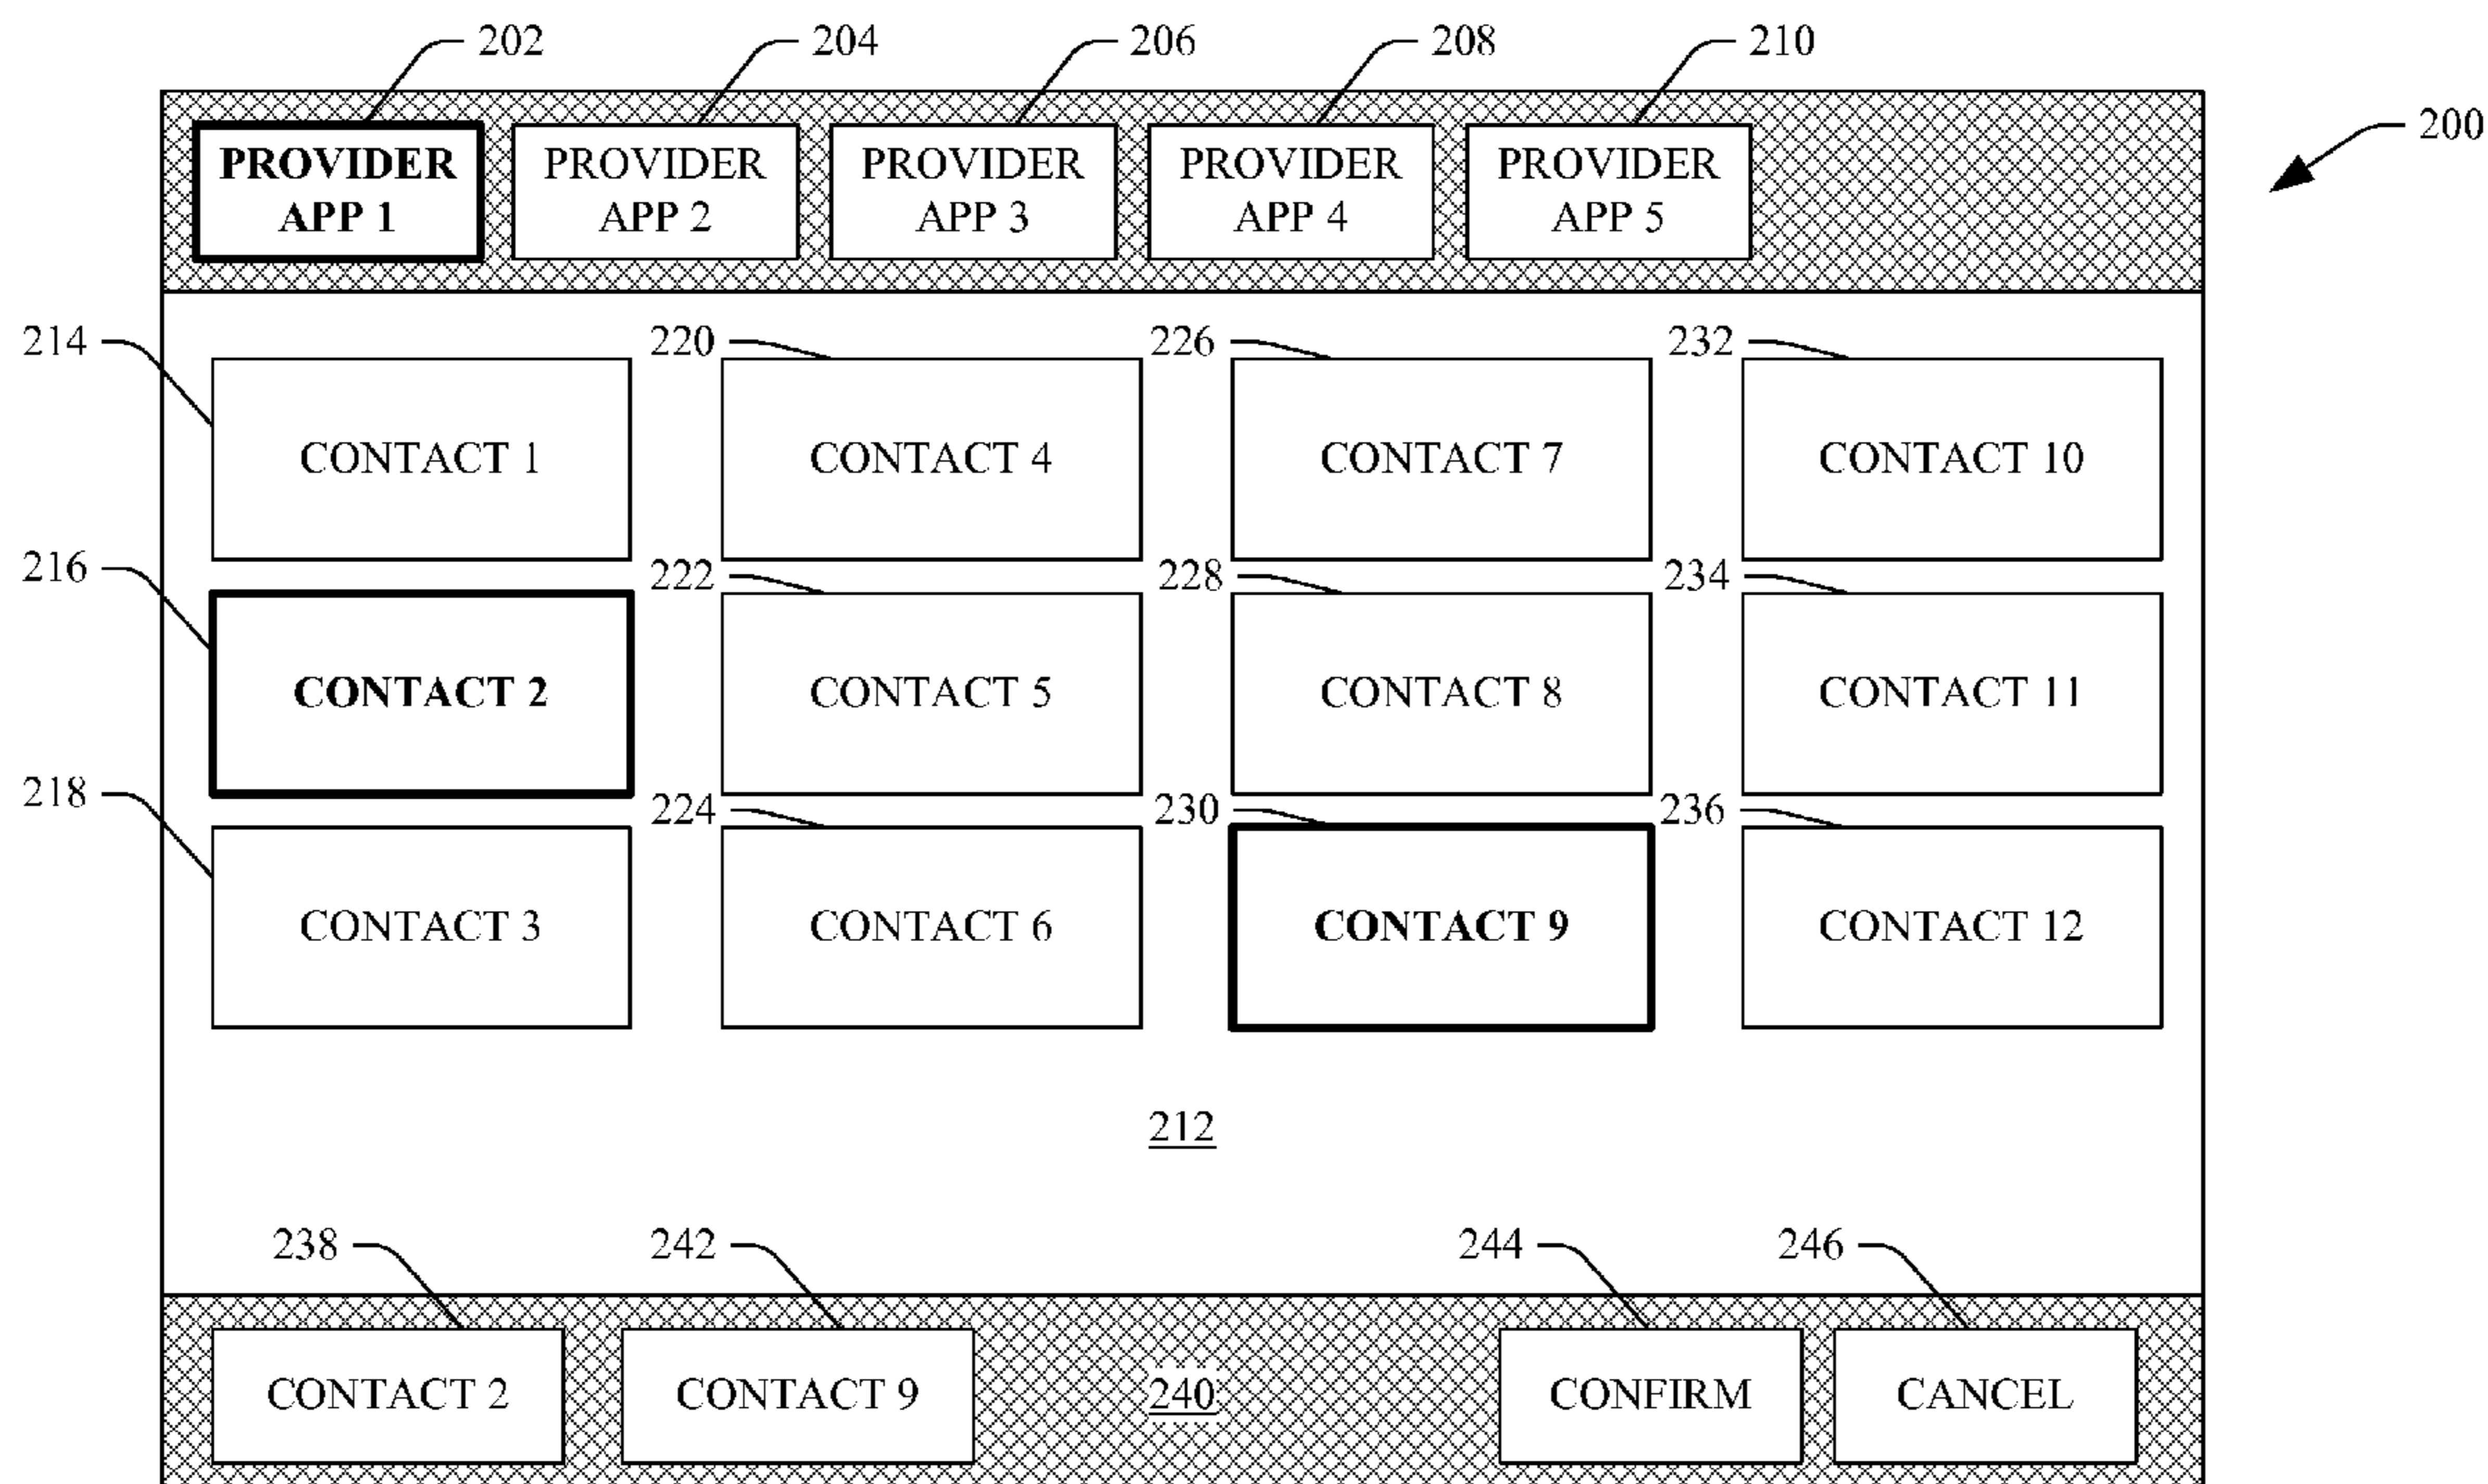 202
204
206
208
210
200
PROVIDER
APP 1
PROVIDER
APP 2
PROVIDER
APP 3
PROVIDER
APP 4
PROVIDER
APP 5
214
220
226
232
CONTACT 1
CONTACT 4
CONTACT 7
CONTACT 10
216
222
228
234
CONTACT 2
CONTACT 5
CONTACT 8
CONTACT 11
218
224
230
236
CONTACT 3
CONTACT 6
CONTACT 9
CONTACT 12
212
238
242
244
246
CONTACT 2
CONTACT 9
240
CONFIRM
CANCEL